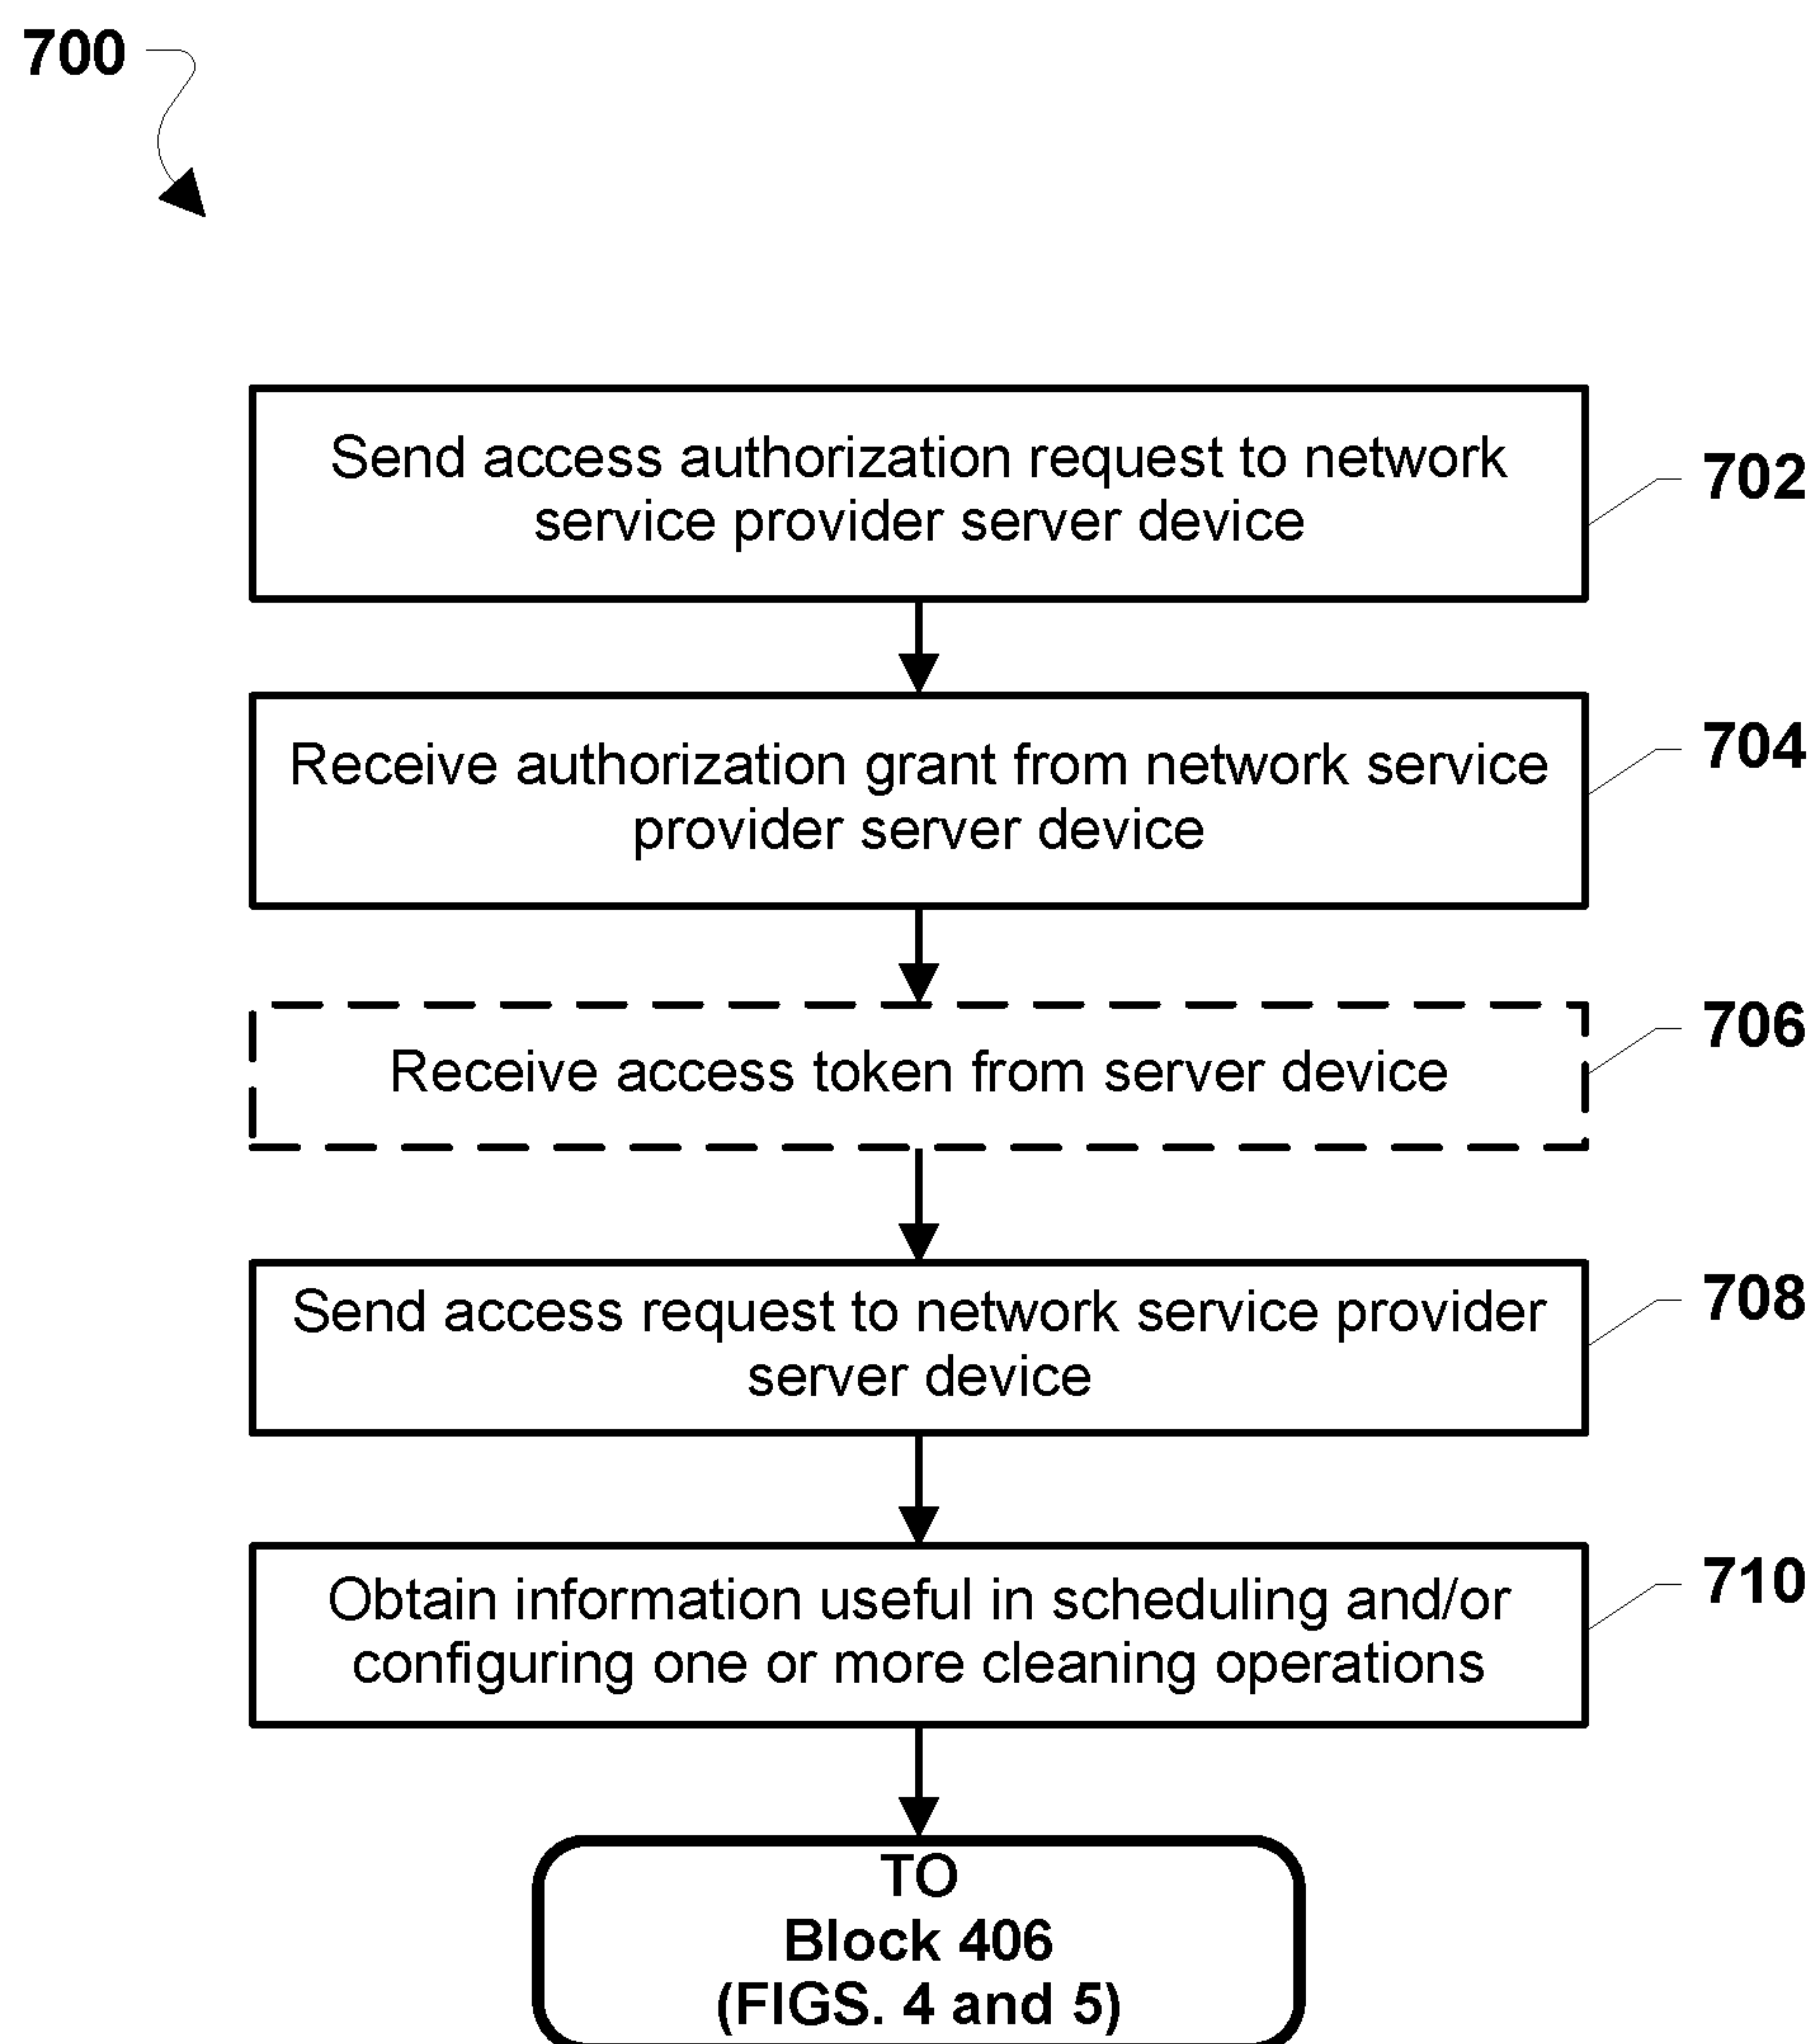 700
Send access authorization request to network
service provider server device
702
Receive authorization grant from network service
provider server device
704
Receive access token from server device
706
Send access request to network service provider
server device
708
Obtain information useful in scheduling and/or
configuring one or more cleaning operations
710
TO
Block 406
(FIGS. 4 and 5)